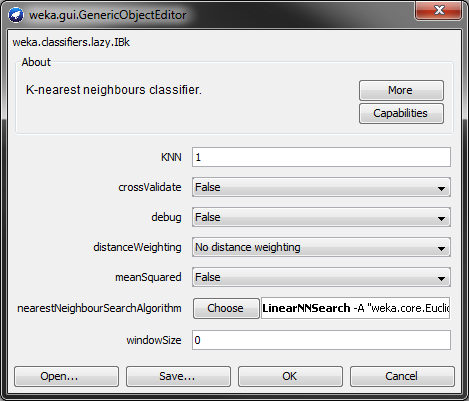 weka.gui.GenericObjectEditor
weka.classifiers.lazy.IBk
About
K-nearest neighbours classifier.
More
Capabilities
KNN 1
crossValidate False
debug False
distanceWeighting No distance weighting
meanSquared False
nearestNeighbourSearchAlgorithm Choose LinearNNSearch -A "weka.core.Euclid
windowSize 0
Open... Save... OK Cancel